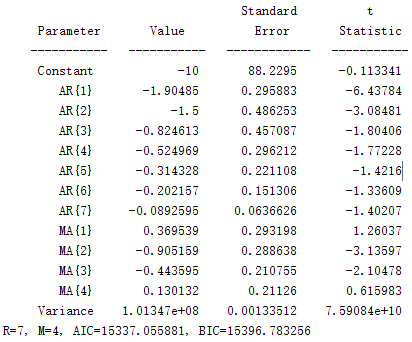 Standard t
Parameter Value Error Statistic
----------- ----------- ------------ -----------
Constant -10 88.2295 -0.113341
AR{1} -1.90485 0.295883 -6.43784
AR{2} -1.5 0.486253 -3.08481
AR{3} -0.824613 0.457087 -1.80406
AR{4} -0.524969 0.296212 -1.77228
AR{5} -0.314328 0.221108 -1.4216
AR{6} -0.202157 0.151306 -1.33609
AR{7} -0.0892595 0.0636626 -1.40207
MA{1} 0.369539 0.293198 1.26037
MA{2} -0.905159 0.288638 -3.13597
MA{3} -0.443595 0.210755 -2.10478
MA{4} 0.130132 0.21126 0.615983
Variance 1.01347e+08 0.00133512 7.59084e+10
R=7, M=4, AIC=15337.055881, BIC=15396.783256